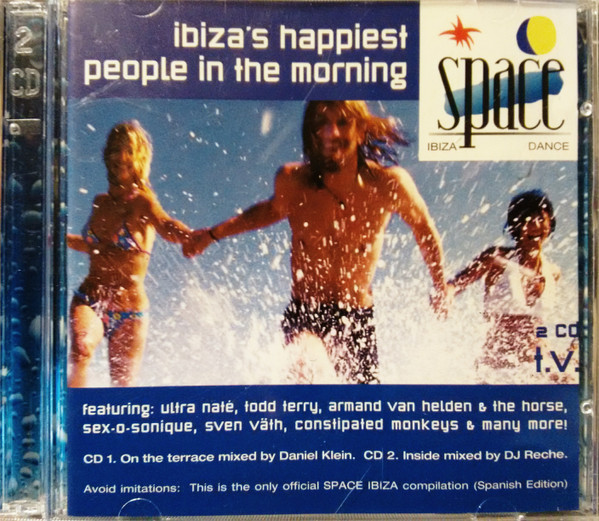 2 CD
ibiza's happiest
people in the morning
space
IBIZA DANCE
2 CD
t.v.
featuring: ultra naté, todd terry, armand van helden & the horse,
sex-o-sonique, sven väth, constipated monkeys & many more!
CD 1. On the terrace mixed by Daniel Klein. CD 2. Inside mixed by DJ Reche.
Avoid imitations: This is the only official SPACE IBIZA compilation (Spanish Edition)